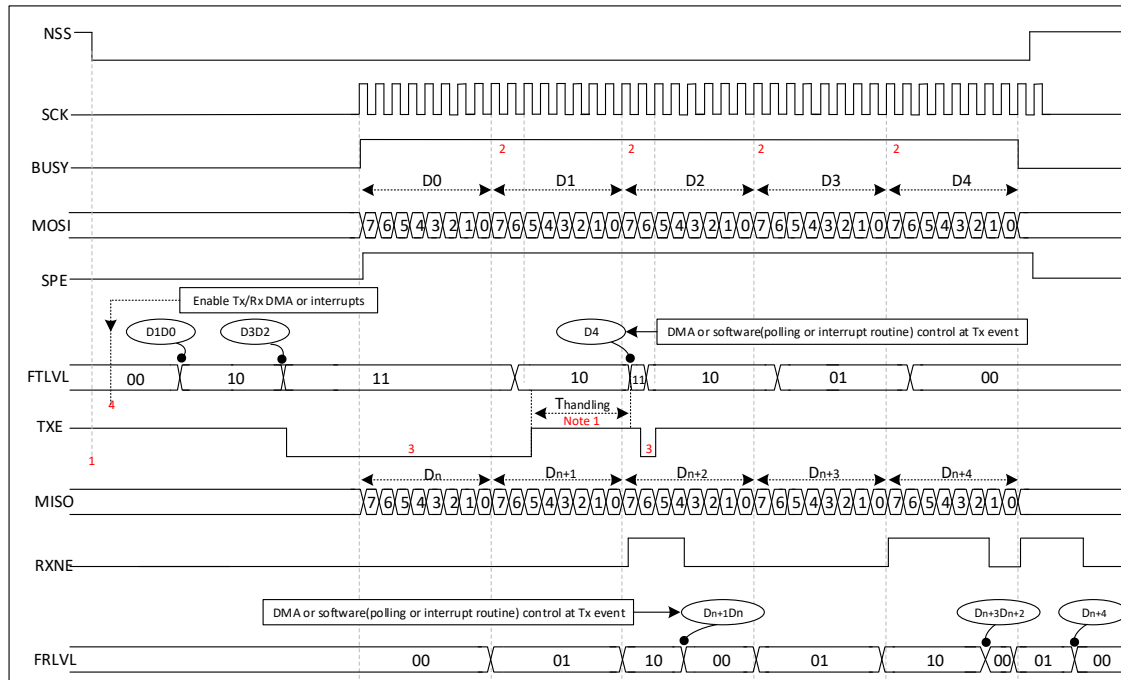 NSS
SCK
BUSY
2 2 2 2
D0 D1 D2 D3 D4
MOSI
7 6 5 4 3 2 1 0 7 6 5 4 3 2 1 0 7 6 5 4 3 2 1 0 7 6 5 4 3 2 1 0 7 6 5 4 3 2 1 0
SPE
Enable Tx/Rx DMA or interrupts
D1D0 D3D2 D4 DMA or software(polling or interrupt routine) control at Tx event
FTLVL 00 10 11 10 11 10 01 00
4
Thandling
Note 1
TXE
3 3
1
Dn Dn+1 Dn+2 Dn+3 Dn+4
MISO
7 6 5 4 3 2 1 0 7 6 5 4 3 2 1 0 7 6 5 4 3 2 1 0 7 6 5 4 3 2 1 0 7 6 5 4 3 2 1 0
RXNE
DMA or software(polling or interrupt routine) control at Tx event Dn+1Dn Dn+3Dn+2 Dn+4
FRLVL 00 01 10 00 01 10 00 01 00